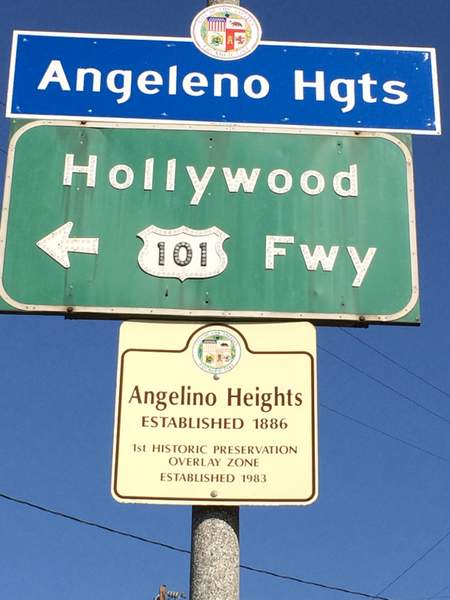 Angeleno Hgts
Hollywood
101 Fwy
Angelino Heights
ESTABLISHED 1886
1st HISTORIC PRESERVATION
OVERLAY ZONE
ESTABLISHED 1983